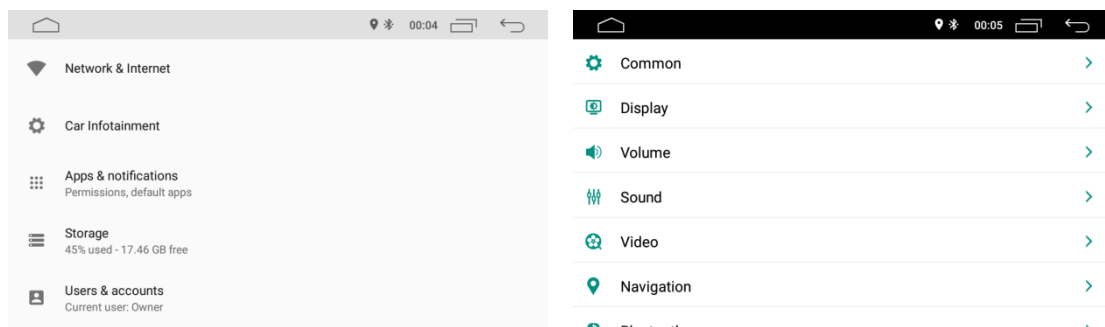 00:04
Network & Internet
Car Infotainment
Apps & notifications
Permissions, default apps
Storage
45% used - 17.46 GB free
Users & accounts
Current user: Owner
00:05
Common
Display
Volume
Sound
Video
Navigation